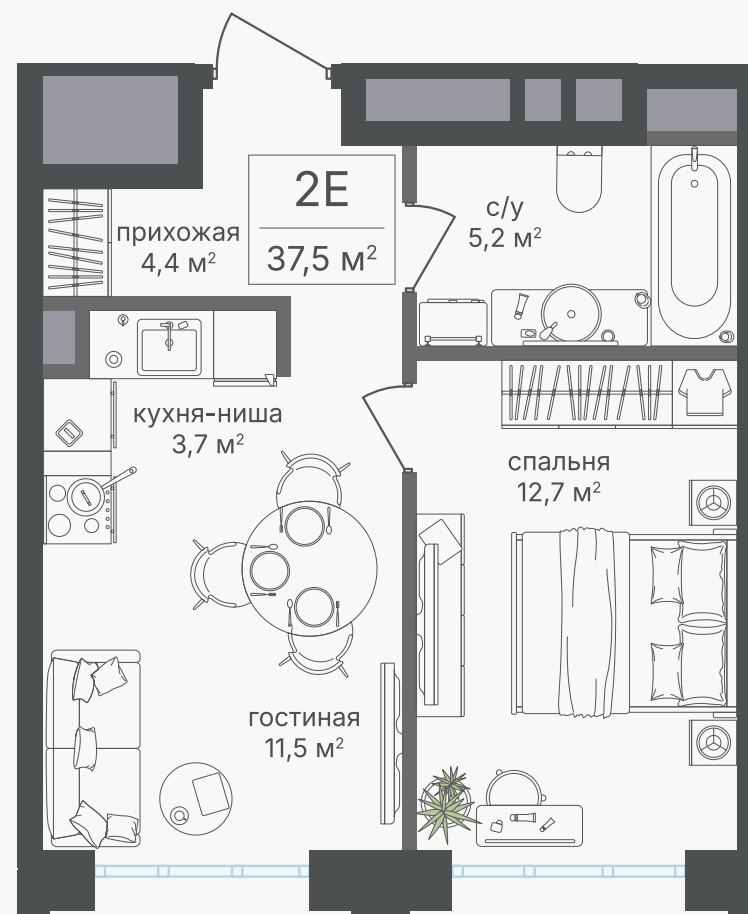 2Е
37,5 м²
прихожая
4,4 м²
с/у
5,2 м²
кухня-ниша
3,7 м²
спальня
12,7 м²
гостиная
11,5 м²